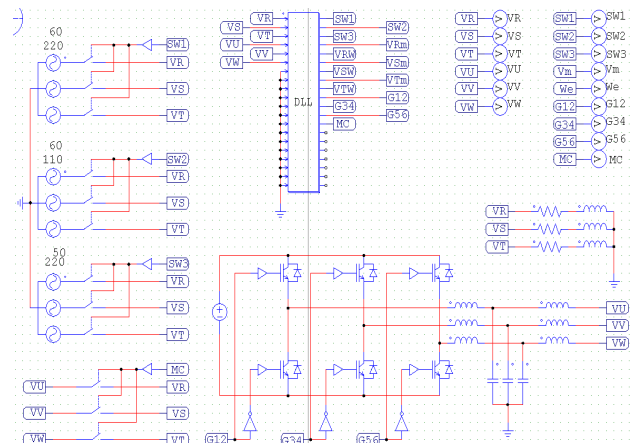 60
220
SW1
VR
VS
VT
60
110
SW2
VR
VS
VT
50
220
SW3
VR
VS
VT
MC
VU
VR
VV
VS
VW
VT
VR
VS
VT
VU
VV
VW
DLL
SW1
SW2
SW3
VRm
VRW
VSm
VSW
VTm
VTW
G12
G34
G56
MC
VR VR
VS VS
VT VT
VU VU
VV VV
VW VW
SW1 SW1
SW2 SW2
SW3 SW3
Vm Vm
We We
G12 G12
G34 G34
G56 G56
MC MC
VR
VS
VT
VU
VV
VW
G12
G34
G56